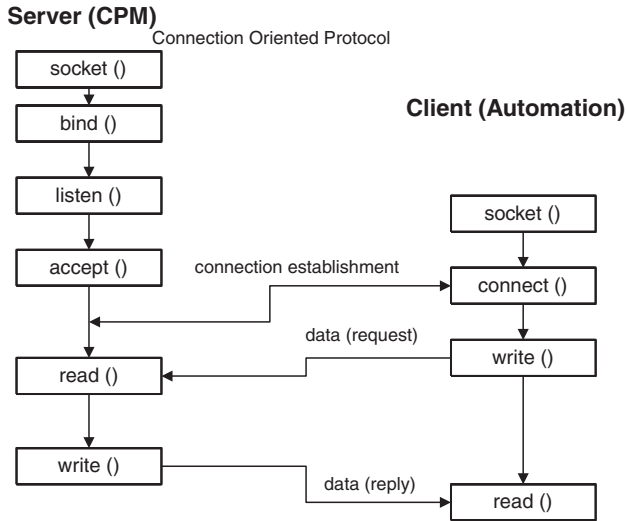 Server (CPM)
Connection Oriented Protocol
socket ()
bind ()
Client (Automation)
listen ()
socket ()
accept ()
connection establishment
connect ()
data (request)
read ()
write ()
write ()
data (reply)
read ()